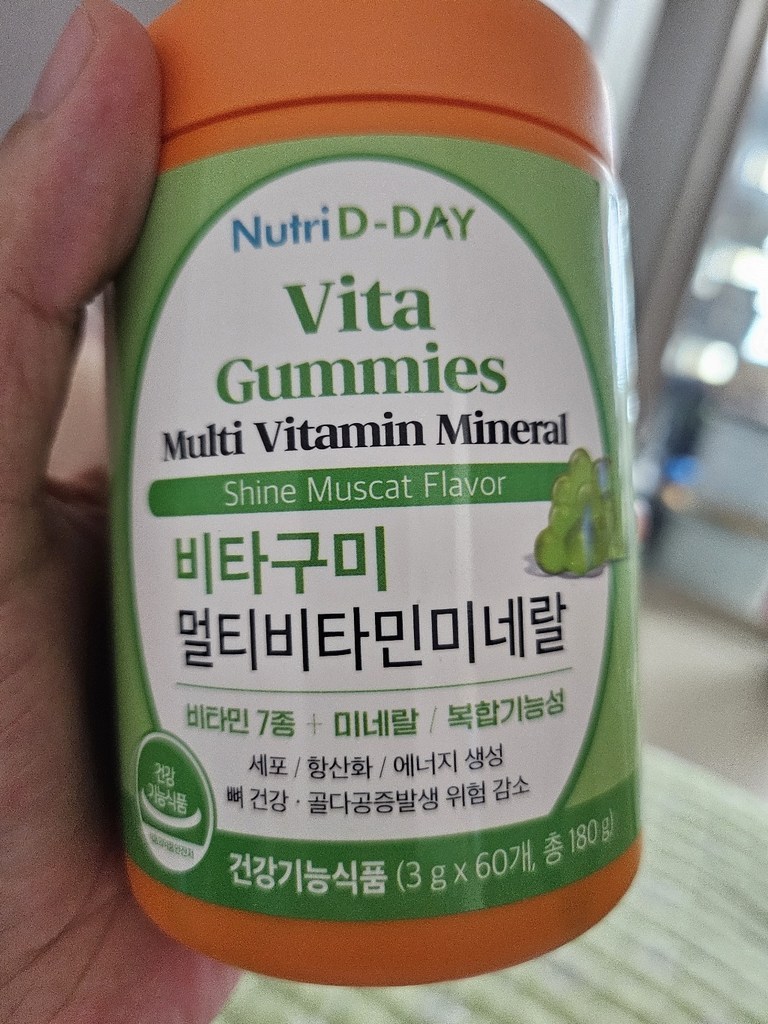 Nutri D-DAY
Vita
Gummies
Multi Vitamin Mineral
Shine Muscat Flavor
비타구미
멀티비타민미네랄
비타민 7종 + 미네랄 / 복합기능성
세포 / 항산화 / 에너지 생성
뼈 건강 · 골다공증발생 위험 감소
건강
기능식품
건강기능식품 (3 g x 60개, 총 180 g)